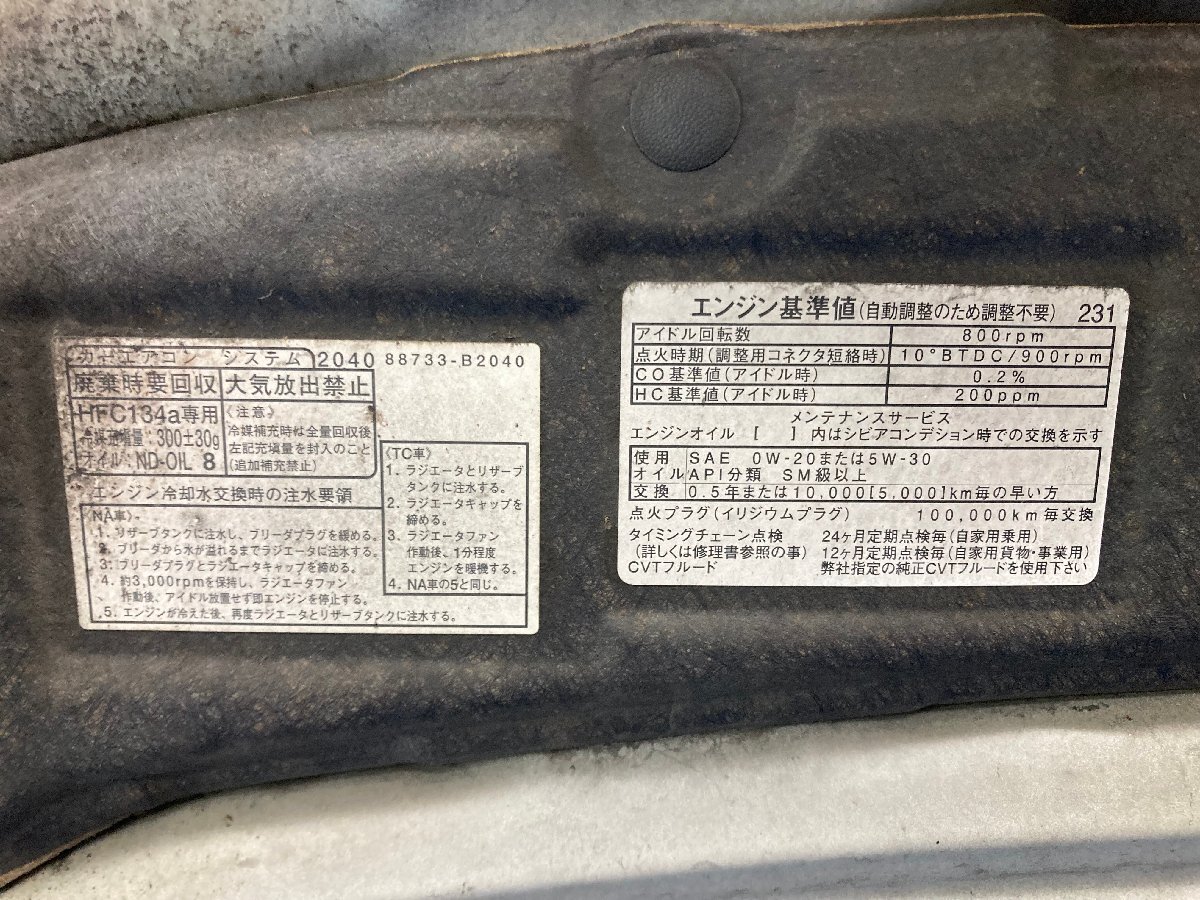 カーエアコン システム 2040 88733-B2040
廃棄時要回収 大気放出禁止
HFC134a専用
冷媒充填量: 300±30g
オイル: ND-OIL 8
《注意》
冷媒補充時は全量回収後
左記充填量を封入のこと
(追加補充禁止)
エンジン冷却水交換時の注水要領
《NA車》
1. リザーブタンクに注水し、ブリーダプラグを緩める。
2. ブリーダから水が溢れるまでラジエータに注水する。
3. ブリーダプラグとラジエータキャップを締める。
4. 約3,000rpmを保持し、ラジエータファン
作動後、アイドル放置せず即エンジンを停止する。
5. エンジンが冷えた後、再度ラジエータとリザーブタンクに注水する。
《TC車》
1. ラジエータとリザーブ
タンクに注水する。
2. ラジエータキャップを
締める。
3. ラジエータファン
作動後、1分程度
エンジンを暖機する。
4. NA車の5と同じ。
エンジン基準値(自動調整のため調整不要) 231
アイドル回転数 800rpm
点火時期(調整用コネクタ短絡時) 10°BTDC/900rpm
CO基準値(アイドル時) 0.2%
HC基準値(アイドル時) 200ppm
メンテナンスサービス
エンジンオイル [ ] 内はシビアコンデション時での交換を示す
使用 SAE 0W-20または5W-30
オイル API分類 SM級以上
交換 0.5年または10,000[5,000]km毎の早い方
点火プラグ(イリジウムプラグ) 100,000km毎交換
タイミングチェーン点検 24ヶ月定期点検毎(自家用乗用)
(詳しくは修理書参照の事) 12ヶ月定期点検毎(自家用貨物・事業用)
CVTフルード 弊社指定の純正CVTフルードを使用下さい